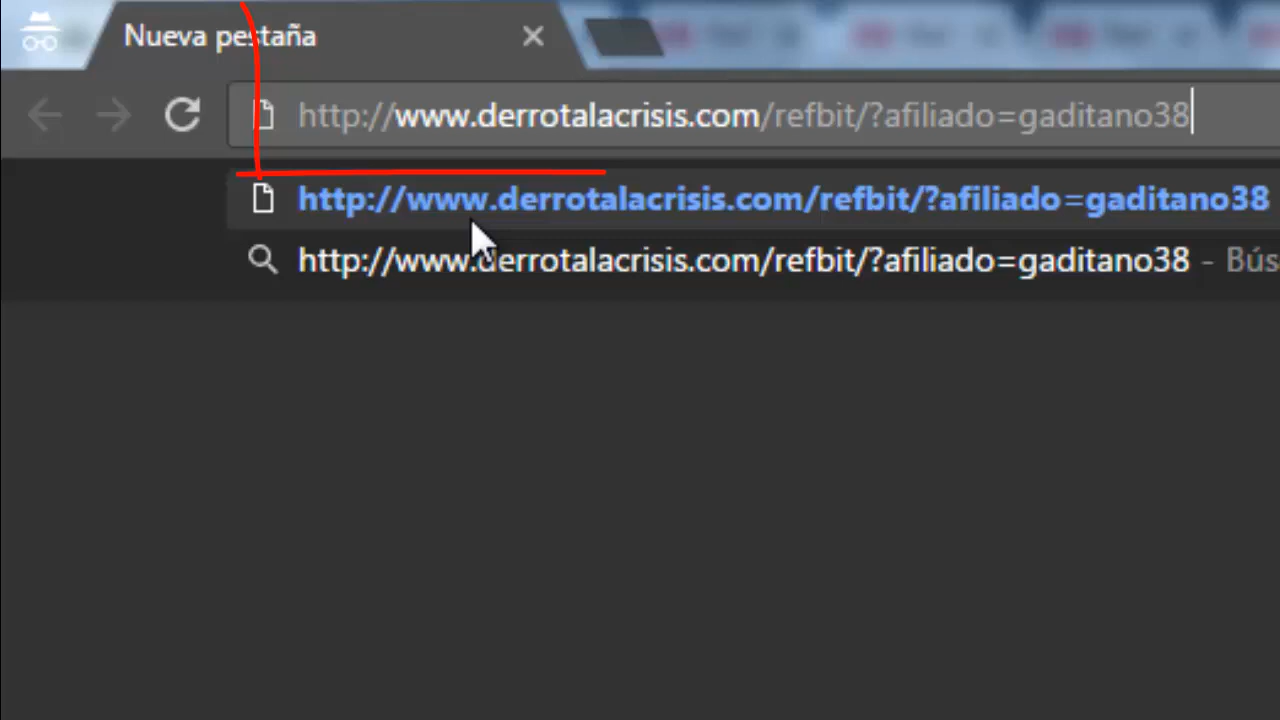 Nueva pestaña
http://www.derrotalacrisis.com/refbit/?afiliado=gaditano38
http://www.derrotalacrisis.com/refbit/?afiliado=gaditano38
http://www.derrotalacrisis.com/refbit/?afiliado=gaditano38 - Bús